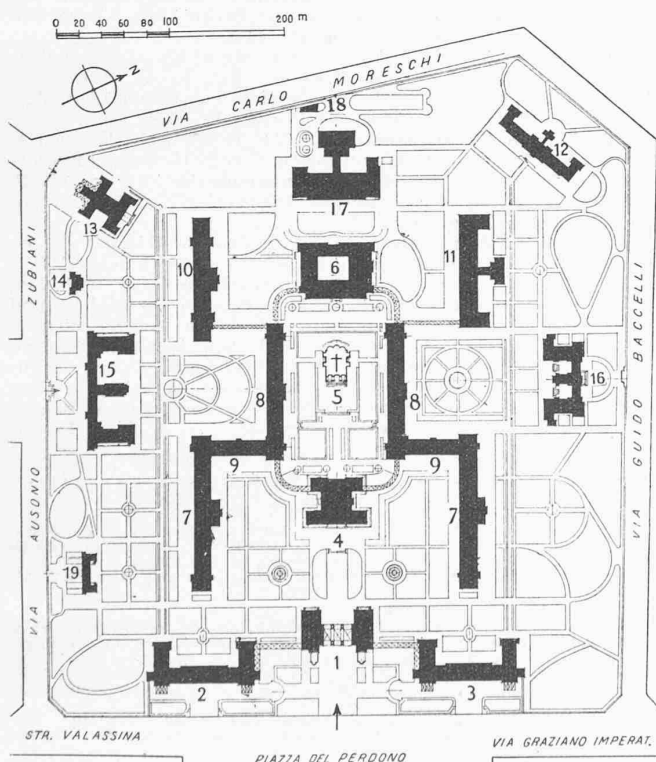 0 20 40 60 80 100 200 m
N
VIA CARLO MORESCHI
18
12
17
13
ZUBIANI
10
6
11
14
VIA GUIDO BACCELLI
15
5
16
8
8
9
9
7
7
4
VIA AUSONIO
19
1
2
3
STR. VALASSINA
VIA GRAZIANO IMPERAT.
PIAZZA DEL PERDONO